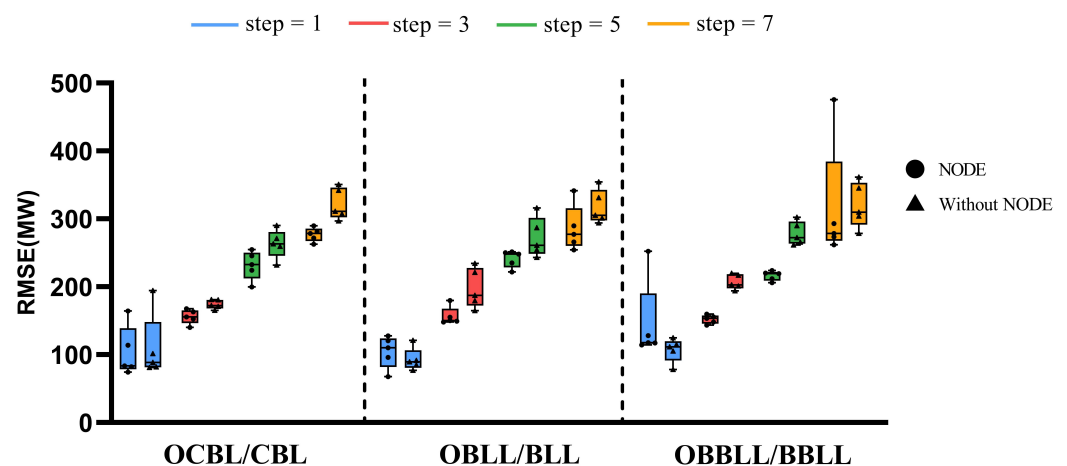 step = 1 step = 3 step = 5 step = 7
500
400
300
200
100
0
RMSE(MW)
NODE
Without NODE
OCBL/CBL OBLL/BLL OBBLL/BBLL